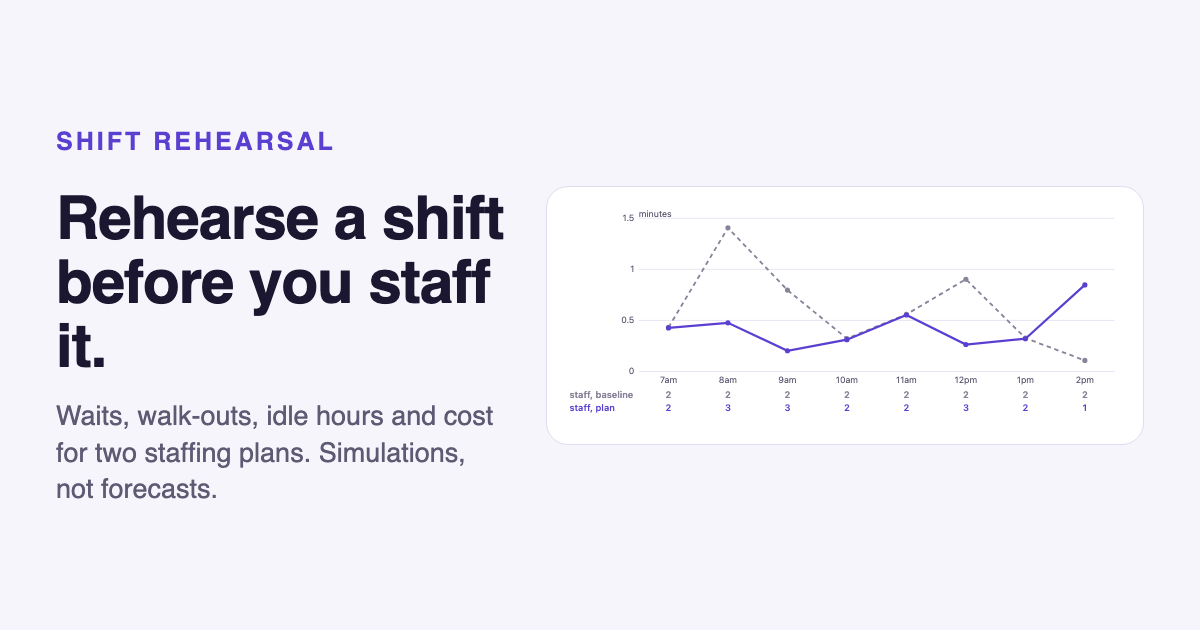 SHIFT REHEARSAL
Rehearse a shift
before you staff
it.
Waits, walk-outs, idle hours and cost
for two staffing plans. Simulations,
not forecasts.
minutes
1.5
1
0.5
0
7am 8am 9am 10am 11am 12pm 1pm 2pm
staff, baseline 2 2 2 2 2 2 2 2
staff, plan 2 3 3 2 2 3 2 1